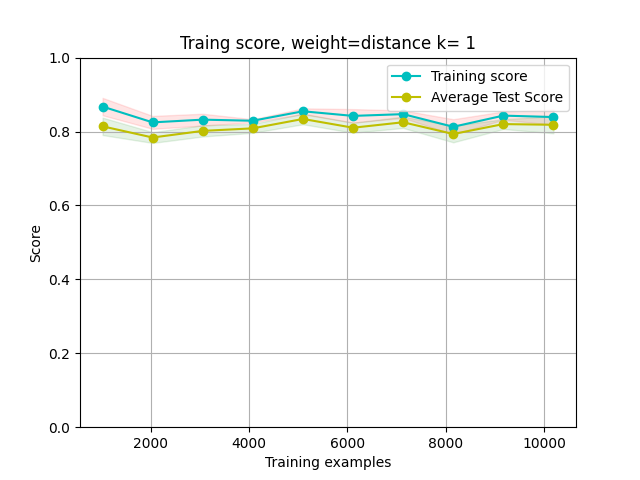 Traing score, weight=distance k= 1
Training score
Average Test Score
1.0
0.8
0.6
0.4
0.2
0.0
Score
2000 4000 6000 8000 10000
Training examples